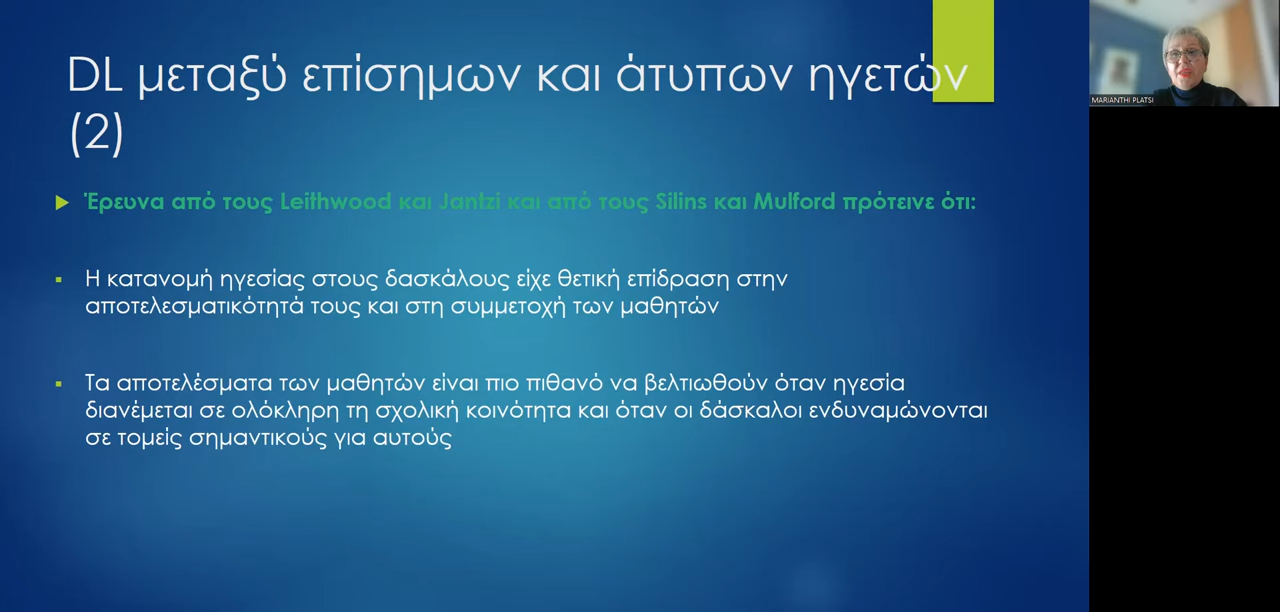 DL μεταξύ επίσημων και άτυπων ηγετών
(2)
Έρευνα από τους Leithwood και Jantzi και από τους Silins και Mulford πρότεινε ότι:
Η κατανομή ηγεσίας στους δασκάλους είχε θετική επίδραση στην
αποτελεσματικότητά τους και στη συμμετοχή των μαθητών
Τα αποτελέσματα των μαθητών είναι πιο πιθανό να βελτιωθούν όταν ηγεσία
διανέμεται σε ολόκληρη τη σχολική κοινότητα και όταν οι δάσκαλοι ενδυναμώνονται
σε τομείς σημαντικούς για αυτούς
MARIANTHI PLATSI